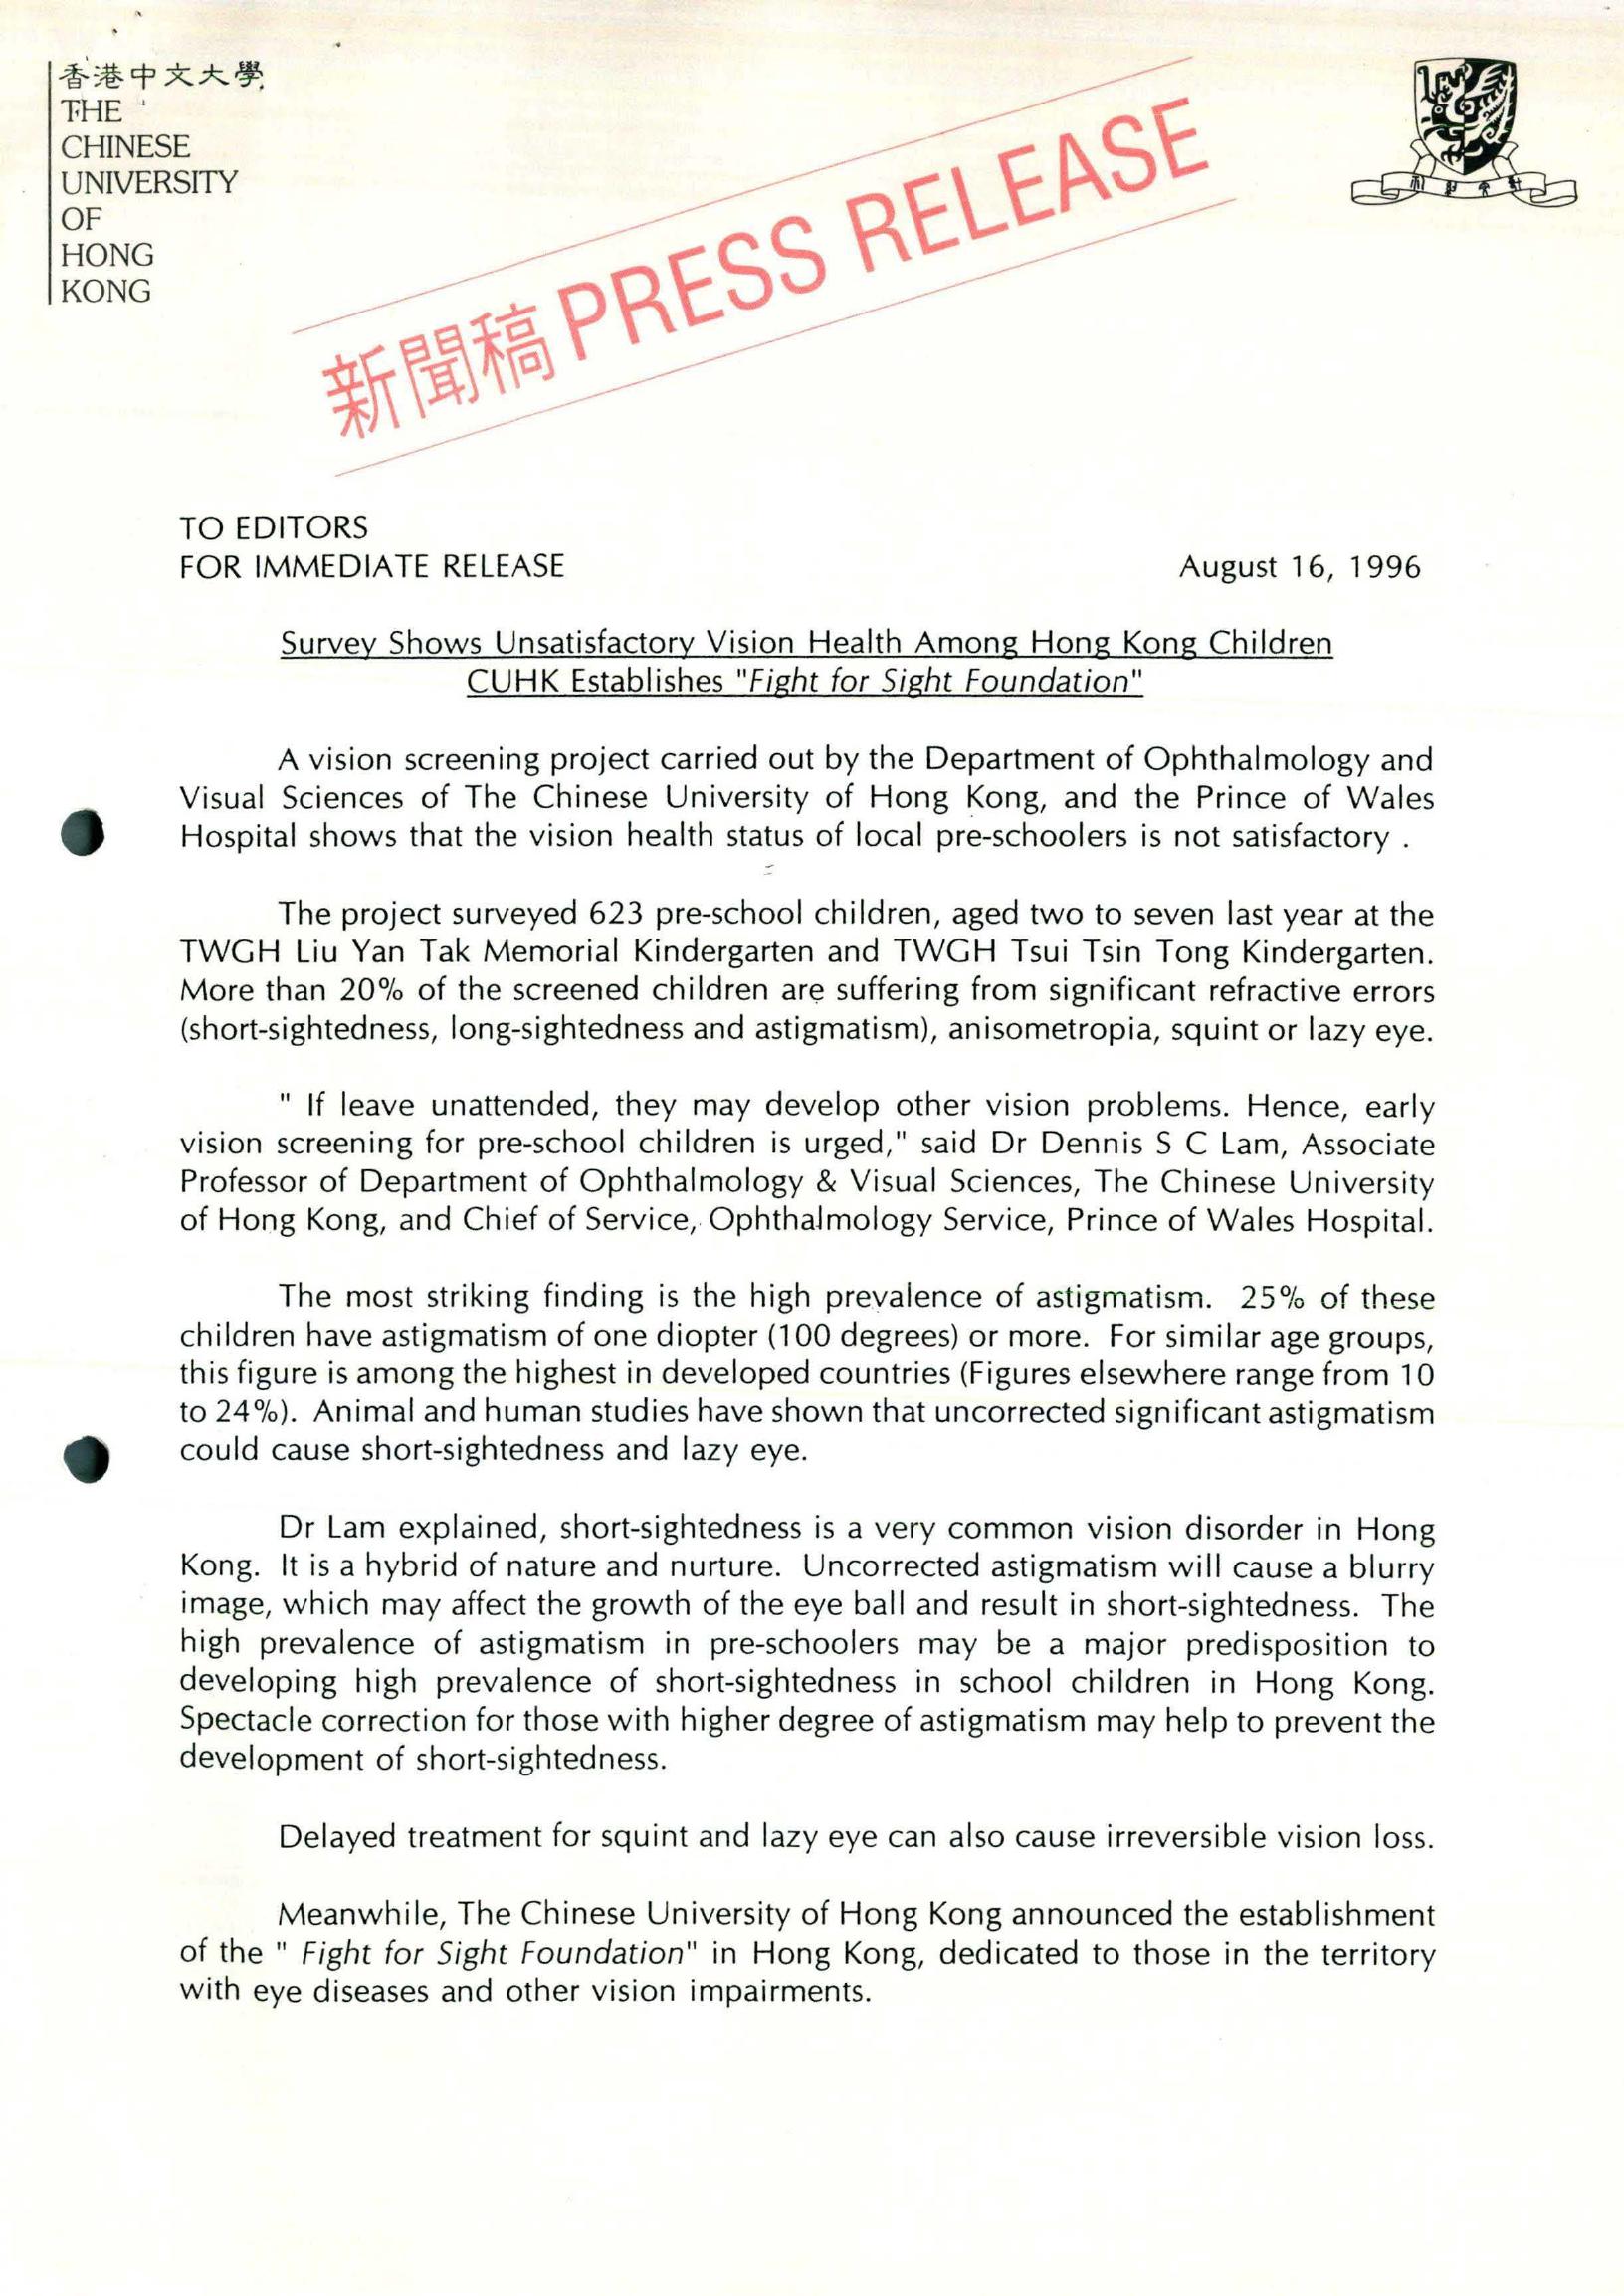 香港中文大學
THE
CHINESE
UNIVERSITY
OF
HONG
KONG
新聞稿 PRESS RELEASE
TO EDITORS
FOR IMMEDIATE RELEASE August 16, 1996
Survey Shows Unsatisfactory Vision Health Among Hong Kong Children
CUHK Establishes "Fight for Sight Foundation"
A vision screening project carried out by the Department of Ophthalmology and
Visual Sciences of The Chinese University of Hong Kong, and the Prince of Wales
Hospital shows that the vision health status of local pre-schoolers is not satisfactory .
The project surveyed 623 pre-school children, aged two to seven last year at the
TWGH Liu Yan Tak Memorial Kindergarten and TWGH Tsui Tsin Tong Kindergarten.
More than 20% of the screened children are suffering from significant refractive errors
(short-sightedness, long-sightedness and astigmatism), anisometropia, squint or lazy eye.
" If leave unattended, they may develop other vision problems. Hence, early
vision screening for pre-school children is urged," said Dr Dennis S C Lam, Associate
Professor of Department of Ophthalmology & Visual Sciences, The Chinese University
of Hong Kong, and Chief of Service, Ophthalmology Service, Prince of Wales Hospital.
The most striking finding is the high prevalence of astigmatism. 25% of these
children have astigmatism of one diopter (100 degrees) or more. For similar age groups,
this figure is among the highest in developed countries (Figures elsewhere range from 10
to 24%). Animal and human studies have shown that uncorrected significant astigmatism
could cause short-sightedness and lazy eye.
Dr Lam explained, short-sightedness is a very common vision disorder in Hong
Kong. It is a hybrid of nature and nurture. Uncorrected astigmatism will cause a blurry
image, which may affect the growth of the eye ball and result in short-sightedness. The
high prevalence of astigmatism in pre-schoolers may be a major predisposition to
developing high prevalence of short-sightedness in school children in Hong Kong.
Spectacle correction for those with higher degree of astigmatism may help to prevent the
development of short-sightedness.
Delayed treatment for squint and lazy eye can also cause irreversible vision loss.
Meanwhile, The Chinese University of Hong Kong announced the establishment
of the " Fight for Sight Foundation" in Hong Kong, dedicated to those in the territory
with eye diseases and other vision impairments.